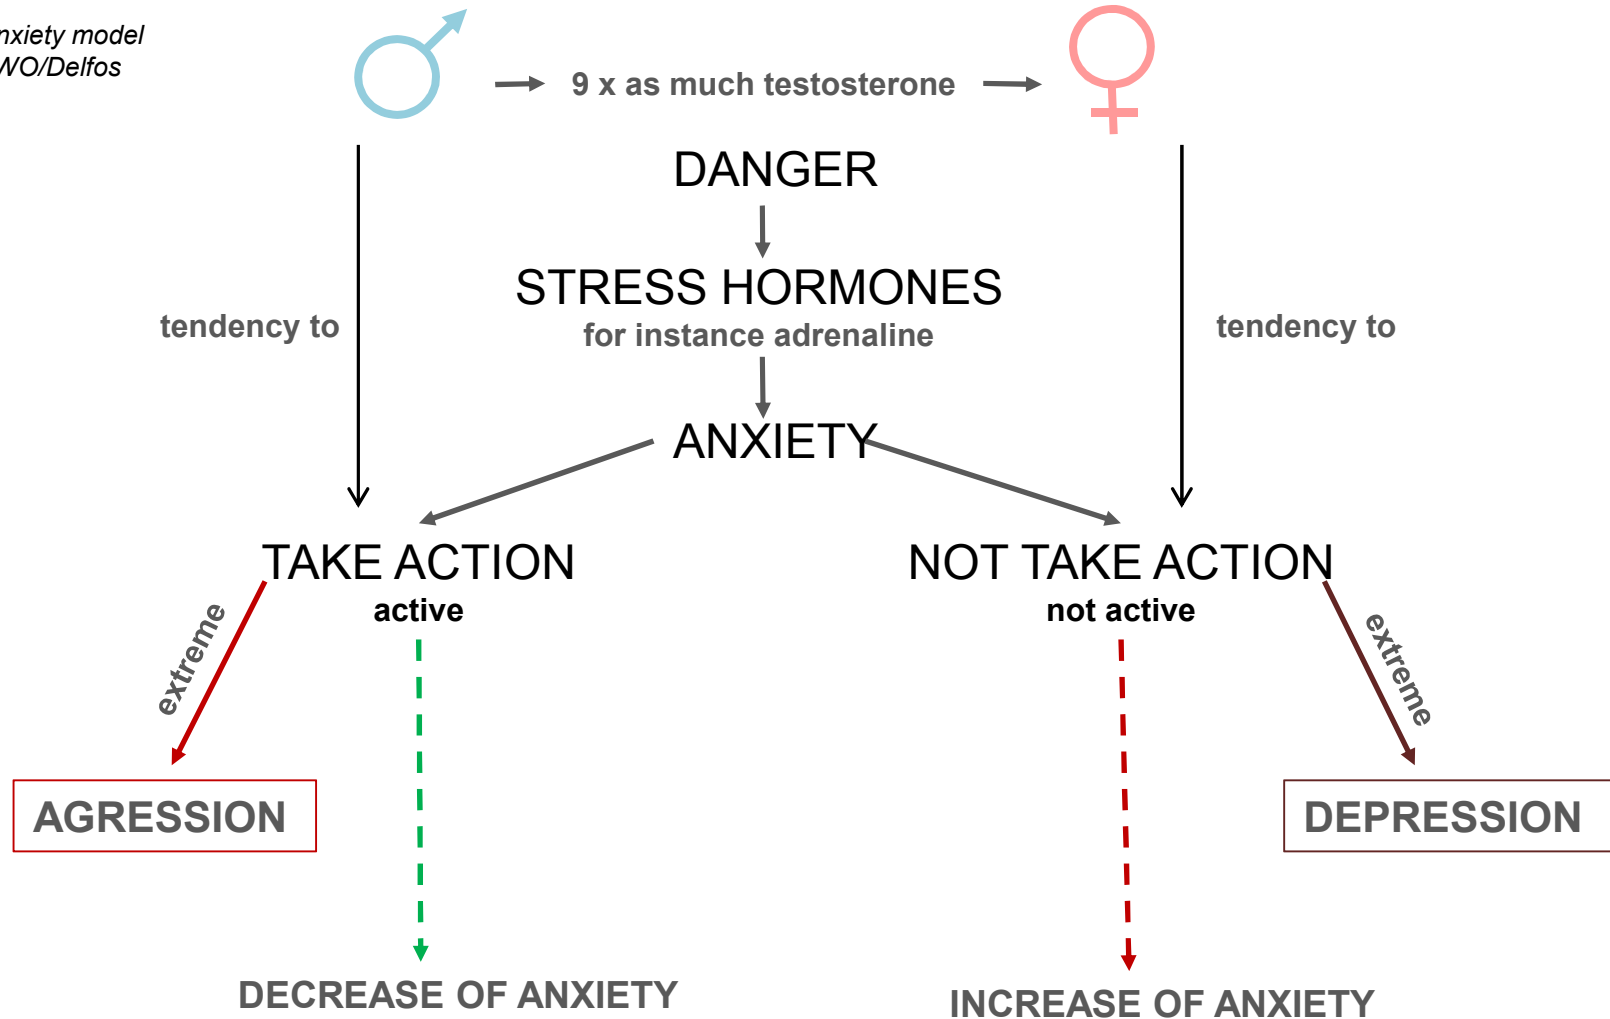 nxiety model
WO/Delfos
9 x as much testosterone
DANGER
STRESS HORMONES
for instance adrenaline
tendency to
tendency to
ANXIETY
TAKE ACTION
active
NOT TAKE ACTION
not active
extreme
extreme
AGRESSION
DEPRESSION
DECREASE OF ANXIETY
INCREASE OF ANXIETY